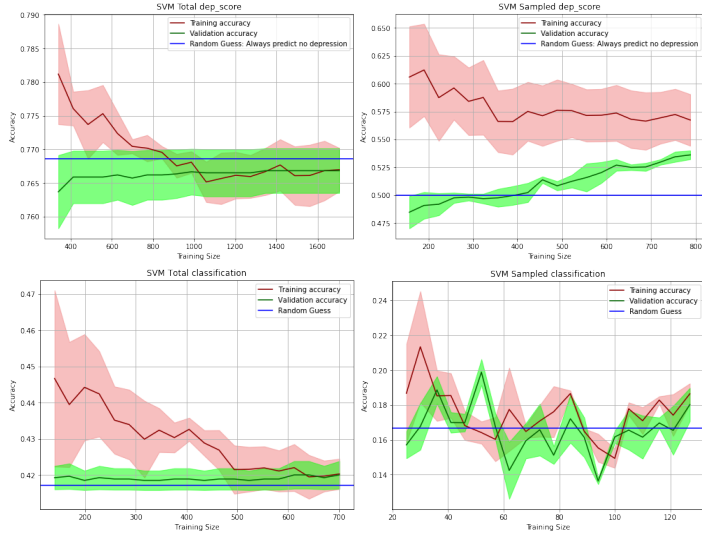 SVM Total dep_score
0.790
0.785
0.780
0.775
0.770
0.765
0.760
Accuracy
Training accuracy
Validation accuracy
Random Guess: Always predict no depression
400 600 800 1000 1200 1400 1600
Training Size
SVM Sampled dep_score
0.650
0.625
0.600
0.575
0.550
0.525
0.500
0.475
Accuracy
Training accuracy
Validation accuracy
Random Guess: Always predict no depression
200 300 400 500 600 700 800
Training Size
SVM Total classification
0.47
0.46
0.45
0.44
0.43
0.42
Accuracy
Training accuracy
Validation accuracy
Random Guess
200 300 400 500 600 700
Training Size
SVM Sampled classification
0.24
0.22
0.20
0.18
0.16
0.14
Accuracy
Training accuracy
Validation accuracy
Random Guess
20 40 60 80 100 120
Training Size